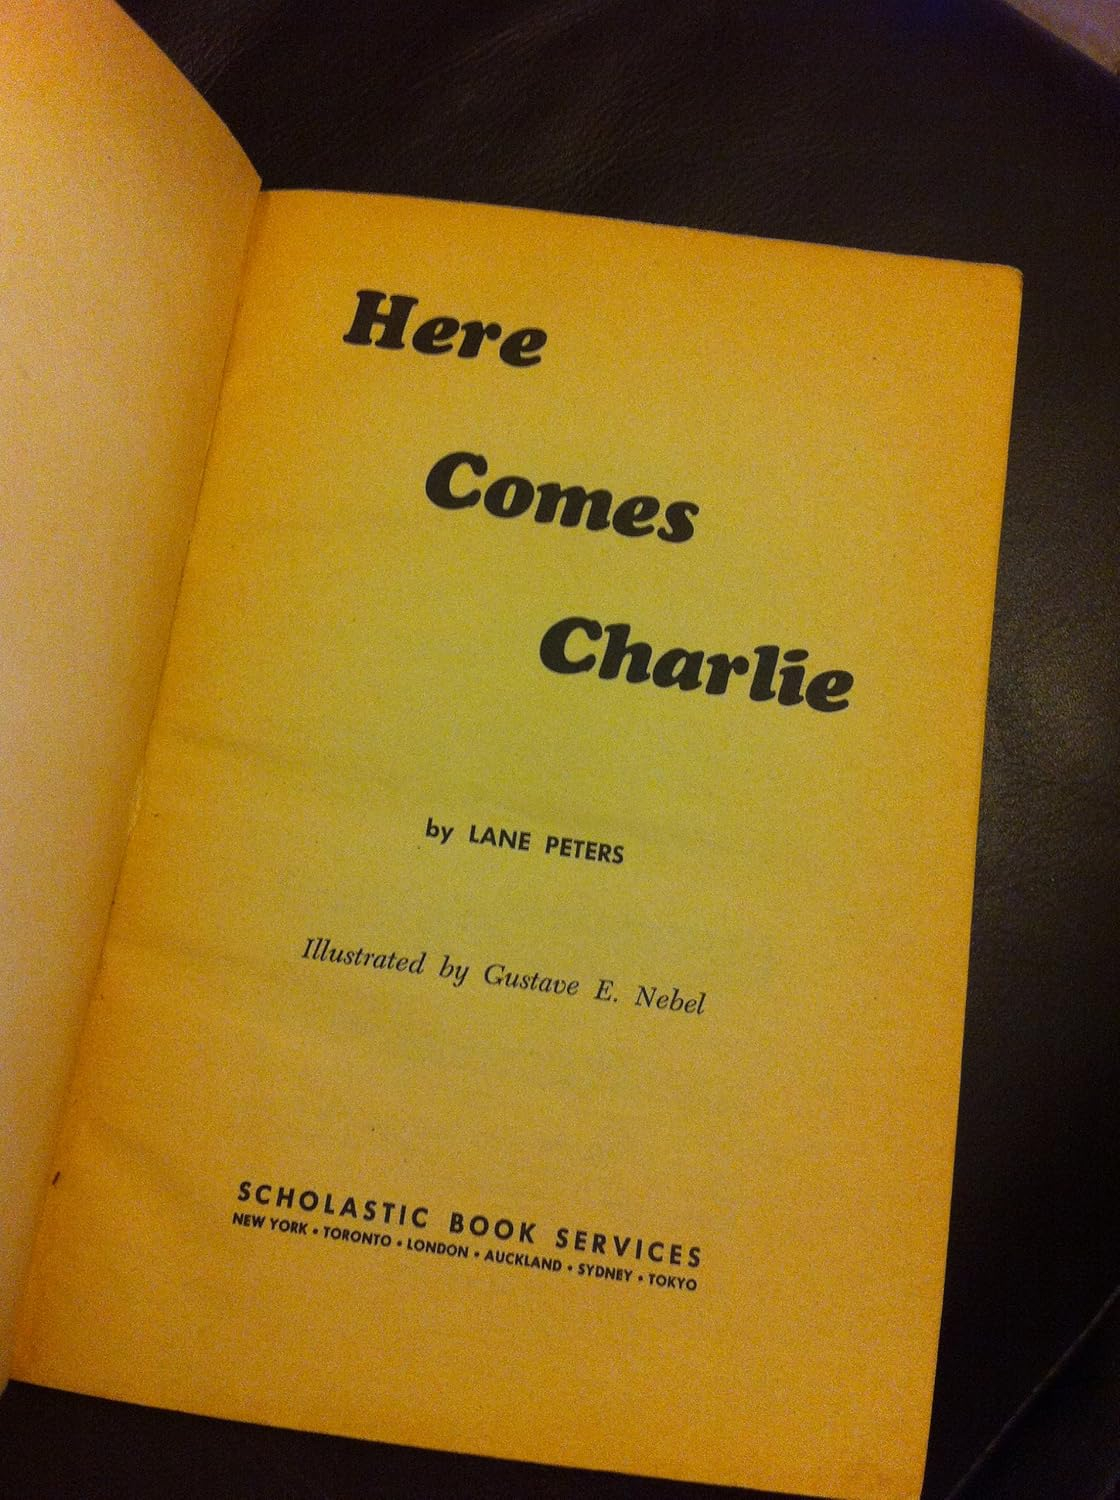 Here
Comes
Charlie
by LANE PETERS
Illustrated by Gustave E. Nebel
SCHOLASTIC BOOK SERVICES
NEW YORK • TORONTO • LONDON • AUCKLAND • SYDNEY • TOKYO